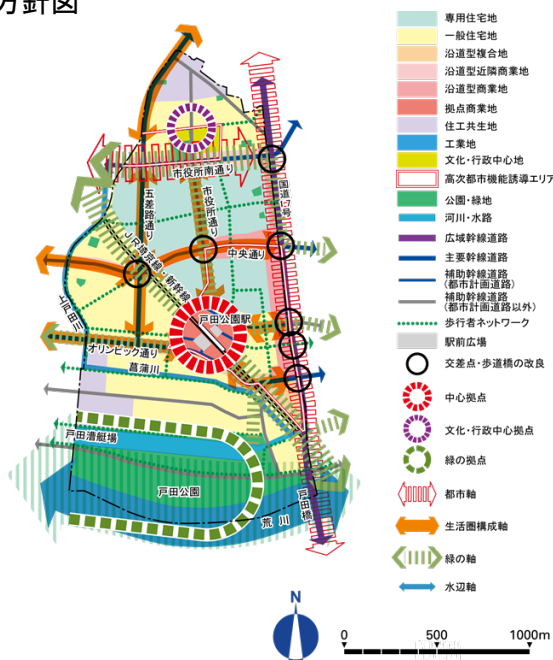 方針図
専用住宅地
一般住宅地
沿道型複合地
沿道型近隣商業地
沿道型商業地
拠点商業地
住工共生地
工業地
文化・行政中心地
高次都市機能誘導エリア
公園・緑地
河川・水路
広域幹線道路
主要幹線道路
補助幹線道路
(都市計画道路)
補助幹線道路
(都市計画道路以外)
歩行者ネットワーク
駅前広場
交差点・歩道橋の改良
中心拠点
文化・行政中心拠点
緑の拠点
都市軸
生活圏構成軸
緑の軸
水辺軸
市役所南通り
五差路通り
市役所通り
国道17号
JR埼京線・新幹線
中央通り
上戸田川
戸田公園駅
オリンピック通り
菖蒲川
戸田漕艇場
戸田公園
荒川
戸田橋
N
0
500
1000m